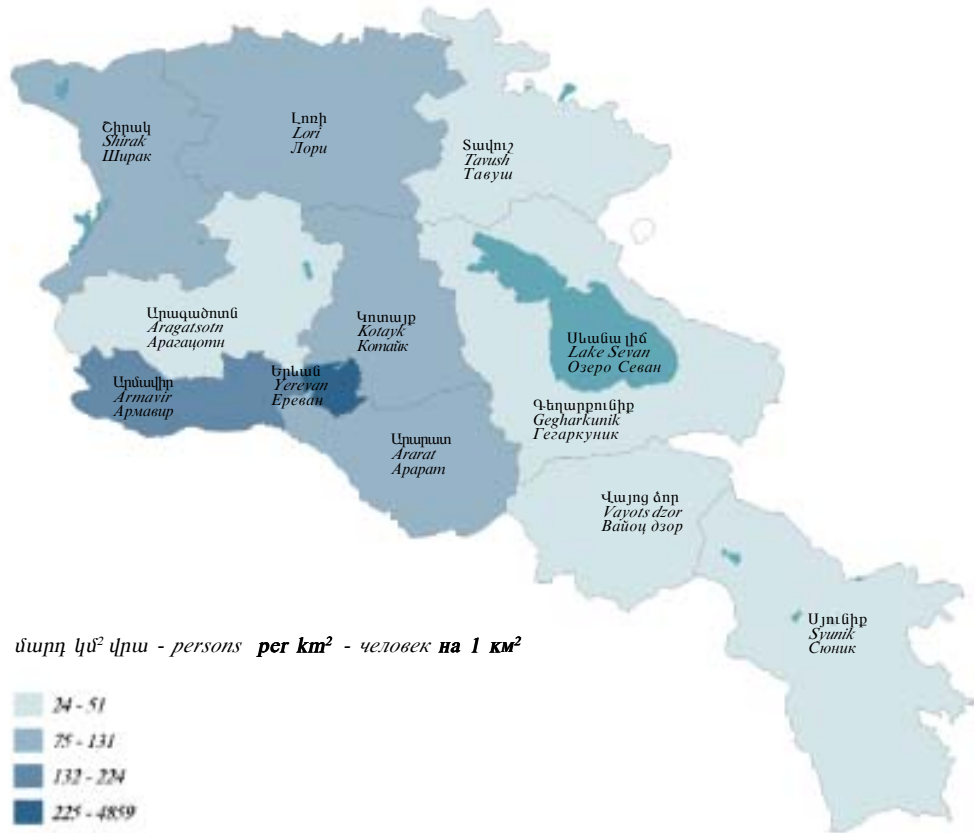 Շիրակ
Shirak
Ширак
Լոռի
Lori
Лори
Տավուշ
Tavush
Тавуш
Արագածոտն
Aragatsotn
Арагацотн
Կոտայք
Kotayk
Котайк
Սևանա լիճ
Lake Sevan
Озеро Севан
Արմավիր
Armavir
Армавир
Երևան
Yerevan
Ереван
Գեղարքունիք
Gegharkunik
Гегаркуник
Արարատ
Ararat
Арарат
Վայոց ձոր
Vayots dzor
Вайоц дзор
Սյունիք
Syunik
Сюник
մարդ կմ² վրա - persons per km² - человек на 1 км²
24 - 51
75 - 131
132 - 224
225 - 4859